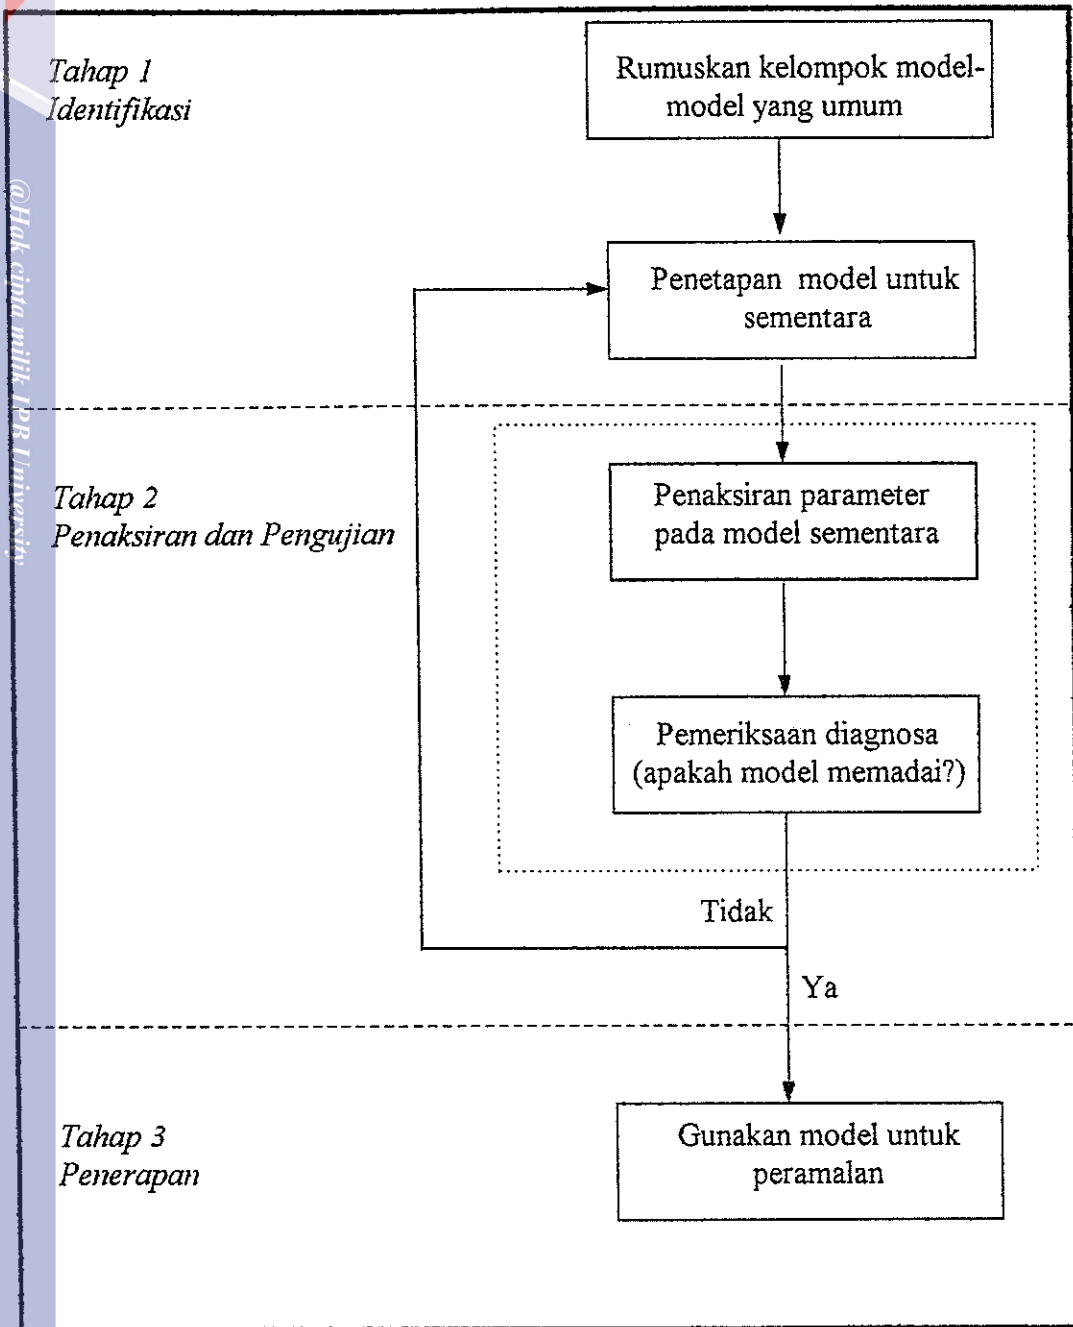 Tahap 1
Identifikasi
Rumuskan kelompok model-
model yang umum
Penetapan model untuk
sementara
Tahap 2
Penaksiran dan Pengujian
Penaksiran parameter
pada model sementara
Pemeriksaan diagnosa
(apakah model memadai?)
Tidak
Ya
Tahap 3
Penerapan
Gunakan model untuk
peramalan
@Hak cipta milik IPB University